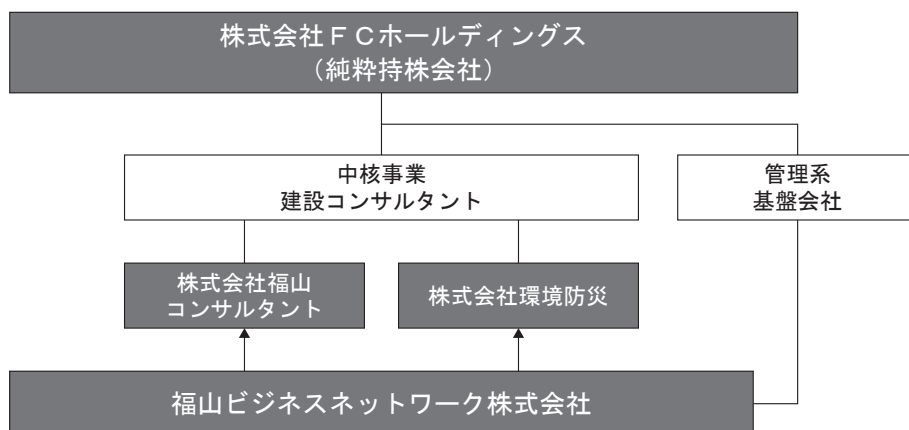 株式会社ＦＣホールディングス
（純粋持株会社）
中核事業
建設コンサルタント
管理系
基盤会社
株式会社福山
コンサルタント
株式会社環境防災
福山ビジネスネットワーク株式会社